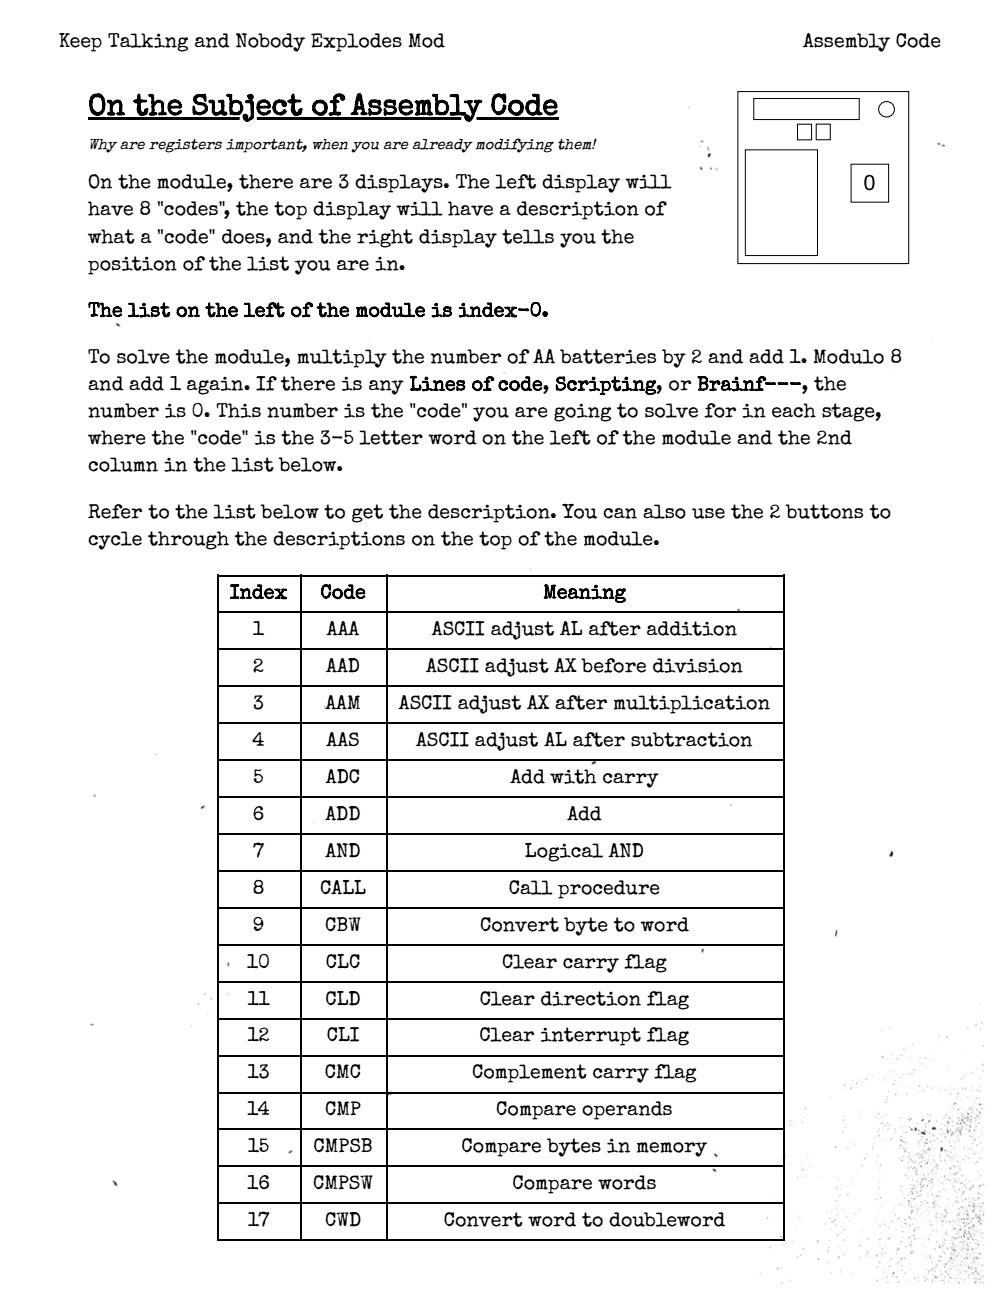 Keep Talking and Nobody Explodes Mod
Assembly Code
On the Subject of Assembly Code
Why are registers important, when you are already modifying them!
On the module, there are 3 displays. The left display will
have 8 "codes", the top display will have a description of
what a "code" does, and the right display tells you the
position of the list you are in.
0
The list on the left of the module is index-0.
To solve the module, multiply the number of AA batteries by 2 and add 1. Modulo 8
and add 1 again. If there is any Lines of code, Scripting, or Brainf---, the
number is 0. This number is the "code" you are going to solve for in each stage,
where the "code" is the 3-5 letter word on the left of the module and the 2nd
column in the list below.
Refer to the list below to get the description. You can also use the 2 buttons to
cycle through the descriptions on the top of the module.
Index Code Meaning
1 AAA ASCII adjust AL after addition
2 AAD ASCII adjust AX before division
3 AAM ASCII adjust AX after multiplication
4 AAS ASCII adjust AL after subtraction
5 ADC Add with carry
6 ADD Add
7 AND Logical AND
8 CALL Call procedure
9 CBW Convert byte to word
10 CLC Clear carry flag
11 CLD Clear direction flag
12 CLI Clear interrupt flag
13 CMC Complement carry flag
14 CMP Compare operands
15 CMPSB Compare bytes in memory
16 CMPSW Compare words
17 CWD Convert word to doubleword